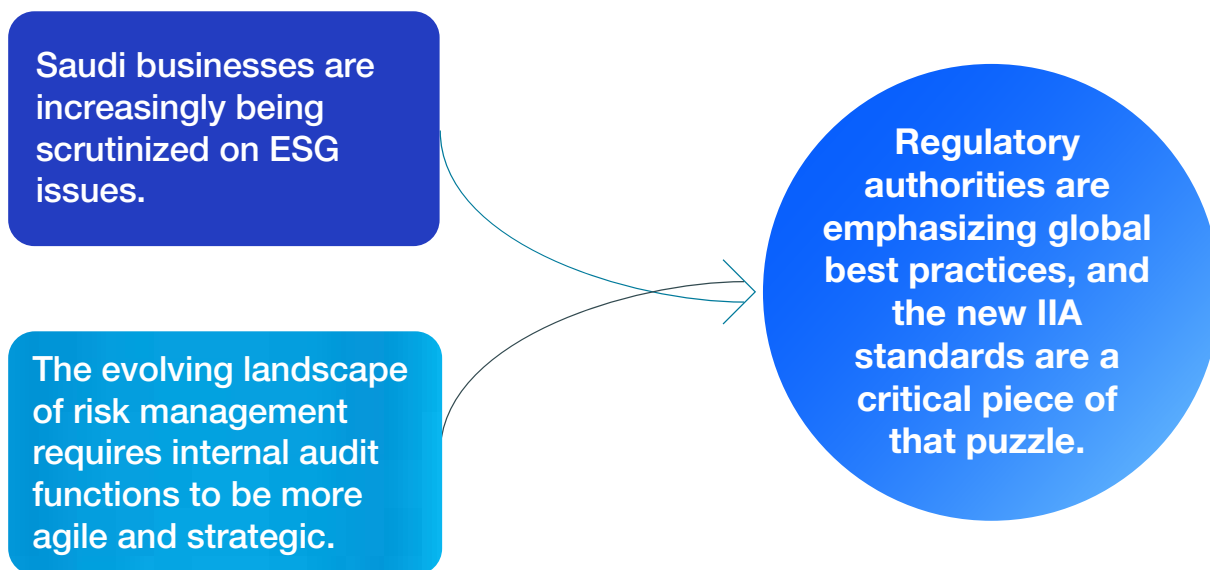 Saudi businesses are
increasingly being
scrutinized on ESG
issues.
The evolving landscape
of risk management
requires internal audit
functions to be more
agile and strategic.
Regulatory
authorities are
emphasizing global
best practices, and
the new IIA
standards are a
critical piece of
that puzzle.